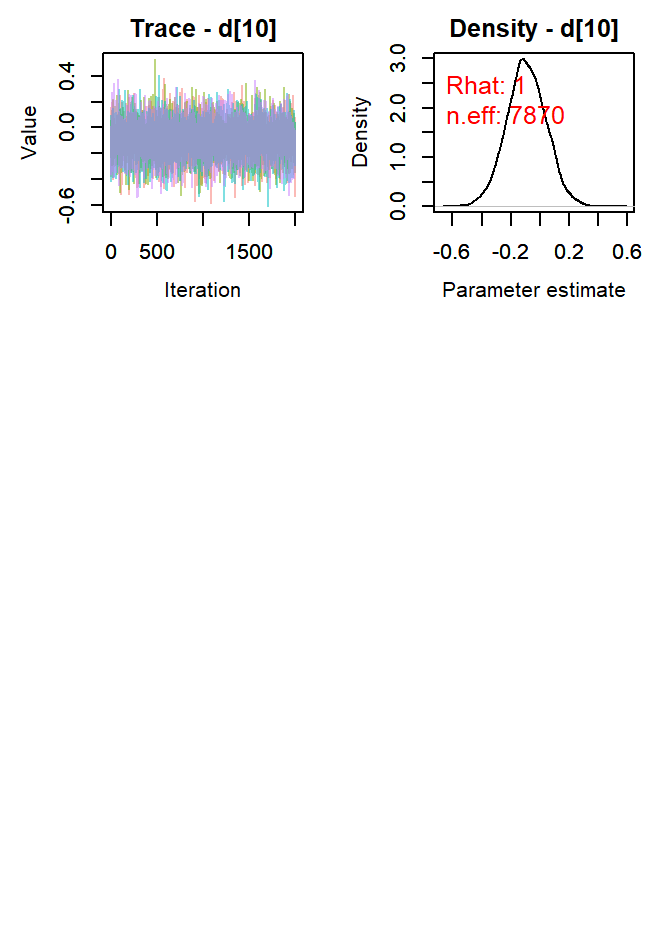 Trace - d[10]
Value
0.4
0.0
-0.6
0
500
1500
Iteration
Density - d[10]
Density
3.0
2.0
1.0
0.0
Rhat: 1
n.eff: 7870
-0.6
-0.2
0.2
0.6
Parameter estimate